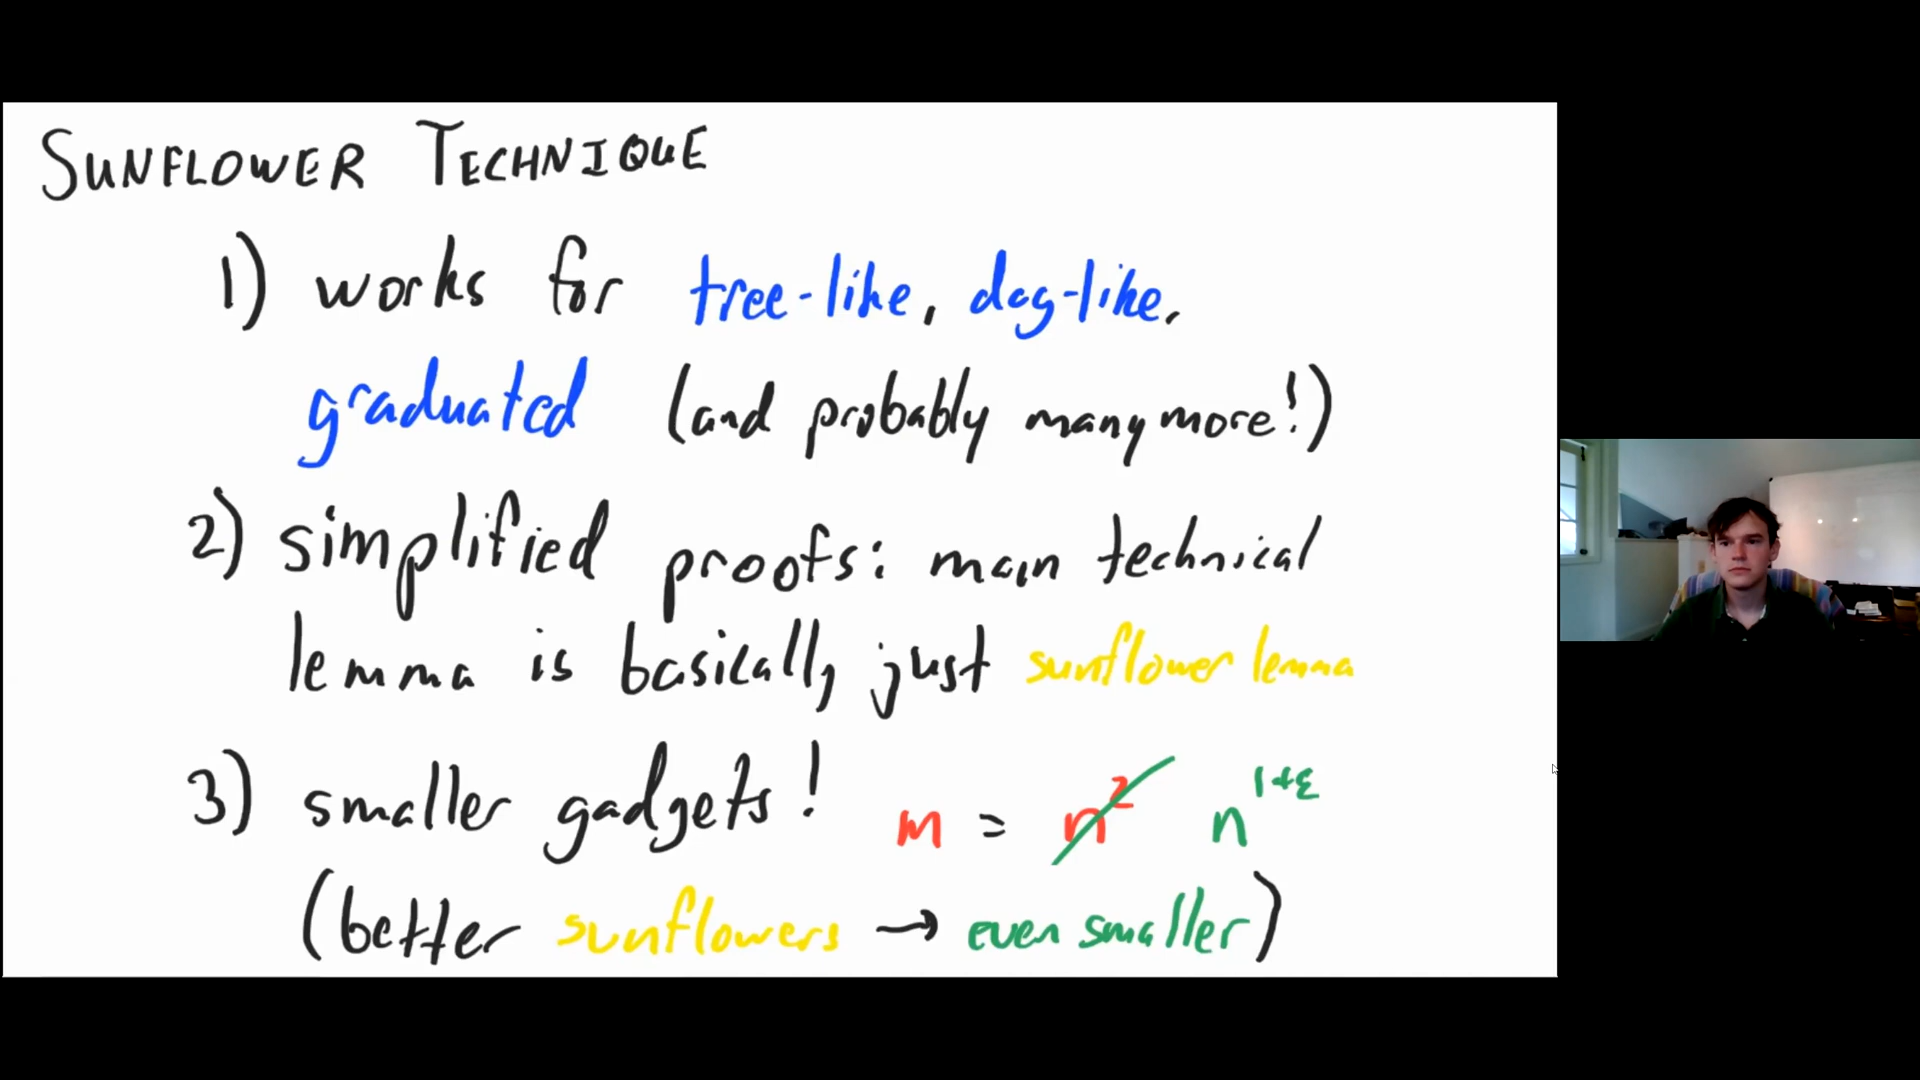 SUNFLOWER TECHNIQUE
1) works for tree-like, dag-like,
graduated (and probably many more!)
2) simplified proofs: main technical
lemma is basically just sunflower lemma
3) smaller gadgets! m = n² n^{1+ε}
(better sunflowers → even smaller)